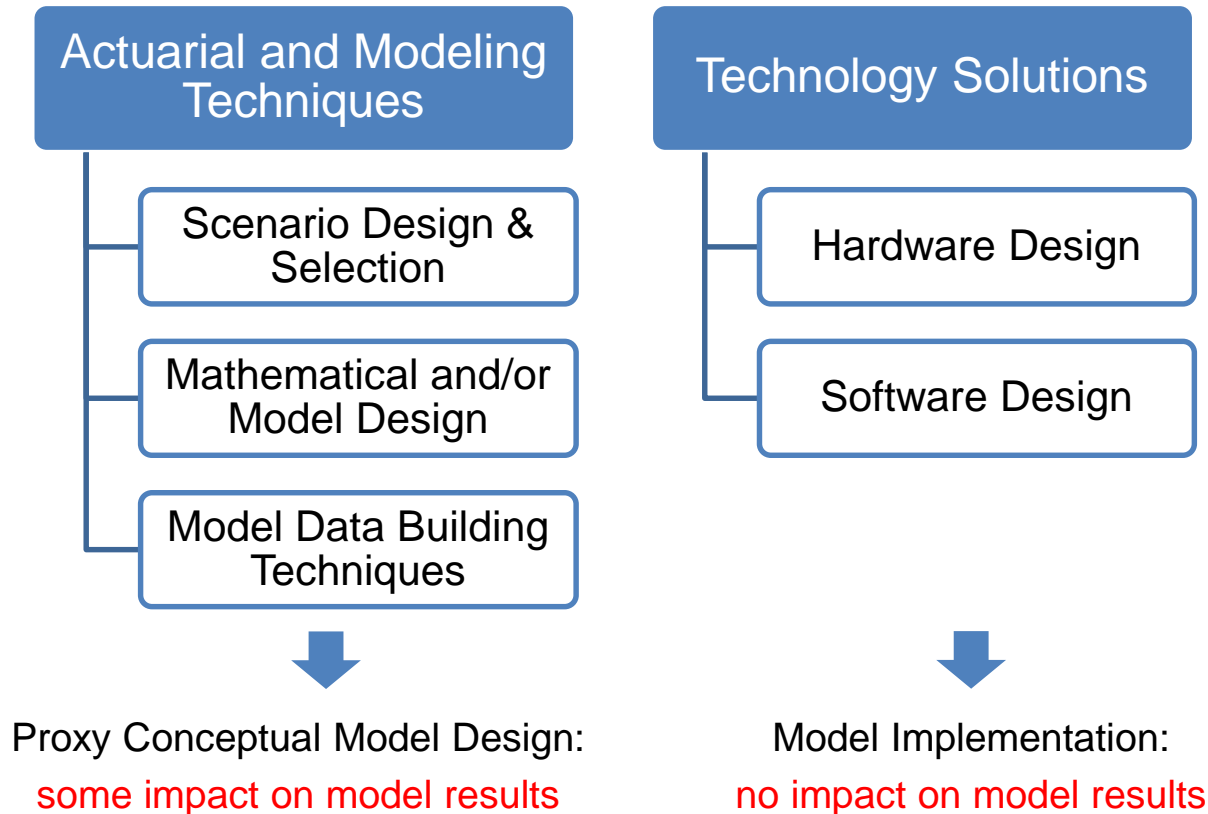 Actuarial and Modeling
Techniques
Scenario Design &
Selection
Mathematical and/or
Model Design
Model Data Building
Techniques
Proxy Conceptual Model Design:
some impact on model results
Technology Solutions
Hardware Design
Software Design
Model Implementation:
no impact on model results